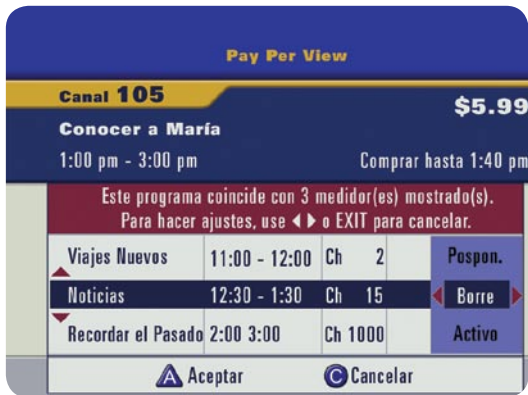 Pay Per View
Canal 105
$5.99
Conocer a María
1:00 pm - 3:00 pm Comprar hasta 1:40 pm
Este programa coincide con 3 medidor(es) mostrado(s).
Para hacer ajustes, use ◀ ▶ o EXIT para cancelar.
Viajes Nuevos 11:00 - 12:00 Ch 2 Pospon.
Noticias 12:30 - 1:30 Ch 15 Borre
Recordar el Pasado 2:00 3:00 Ch 1000 Activo
A Aceptar C Cancelar